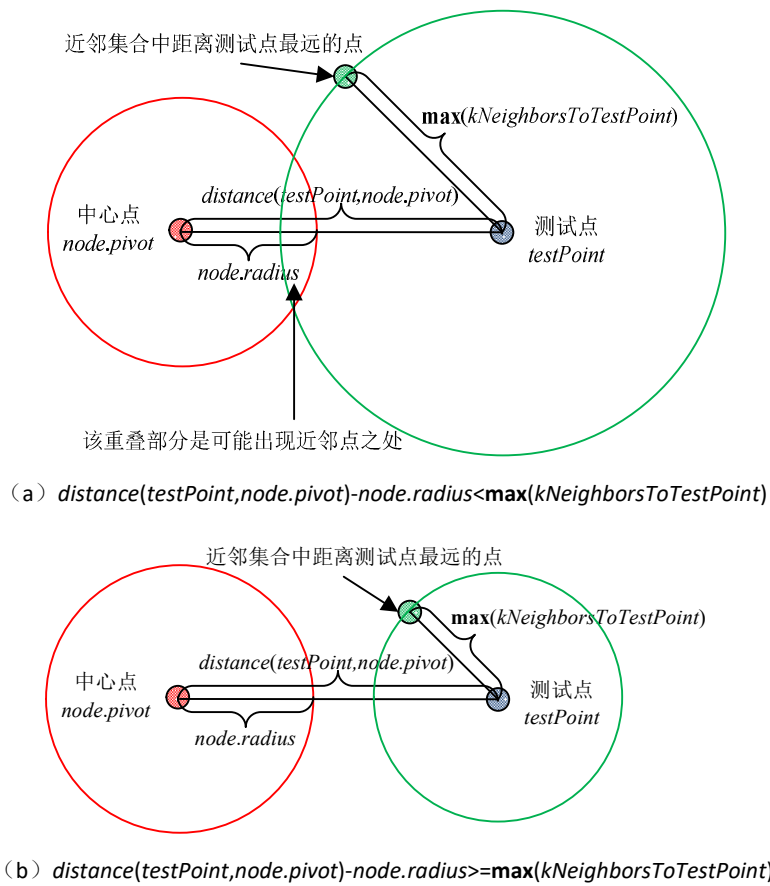 近邻集合中距离测试点最远的点
max(kNeighborsToTestPoint)
distance(testPoint,node.pivot)
中心点
node.pivot
测试点
testPoint
node.radius
该重叠部分是可能出现近邻点之处
（a）distance(testPoint,node.pivot)-node.radius<max(kNeighborsToTestPoint)
近邻集合中距离测试点最远的点
max(kNeighborsToTestPoint)
distance(testPoint,node.pivot)
中心点
node.pivot
测试点
testPoint
node.radius
（b）distance(testPoint,node.pivot)-node.radius>=max(kNeighborsToTestPoint)